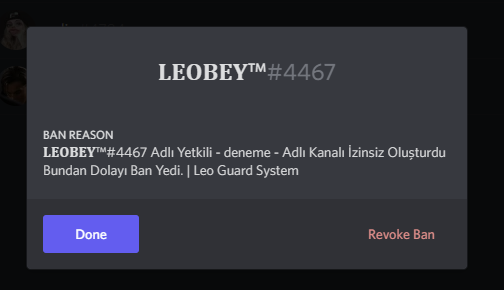 LEOBEY™#4467
BAN REASON
LEOBEY™#4467 Adlı Yetkili - deneme - Adlı Kanalı İzinsiz Oluşturdu
Bundan Dolayı Ban Yedi. | Leo Guard System
Done
Revoke Ban